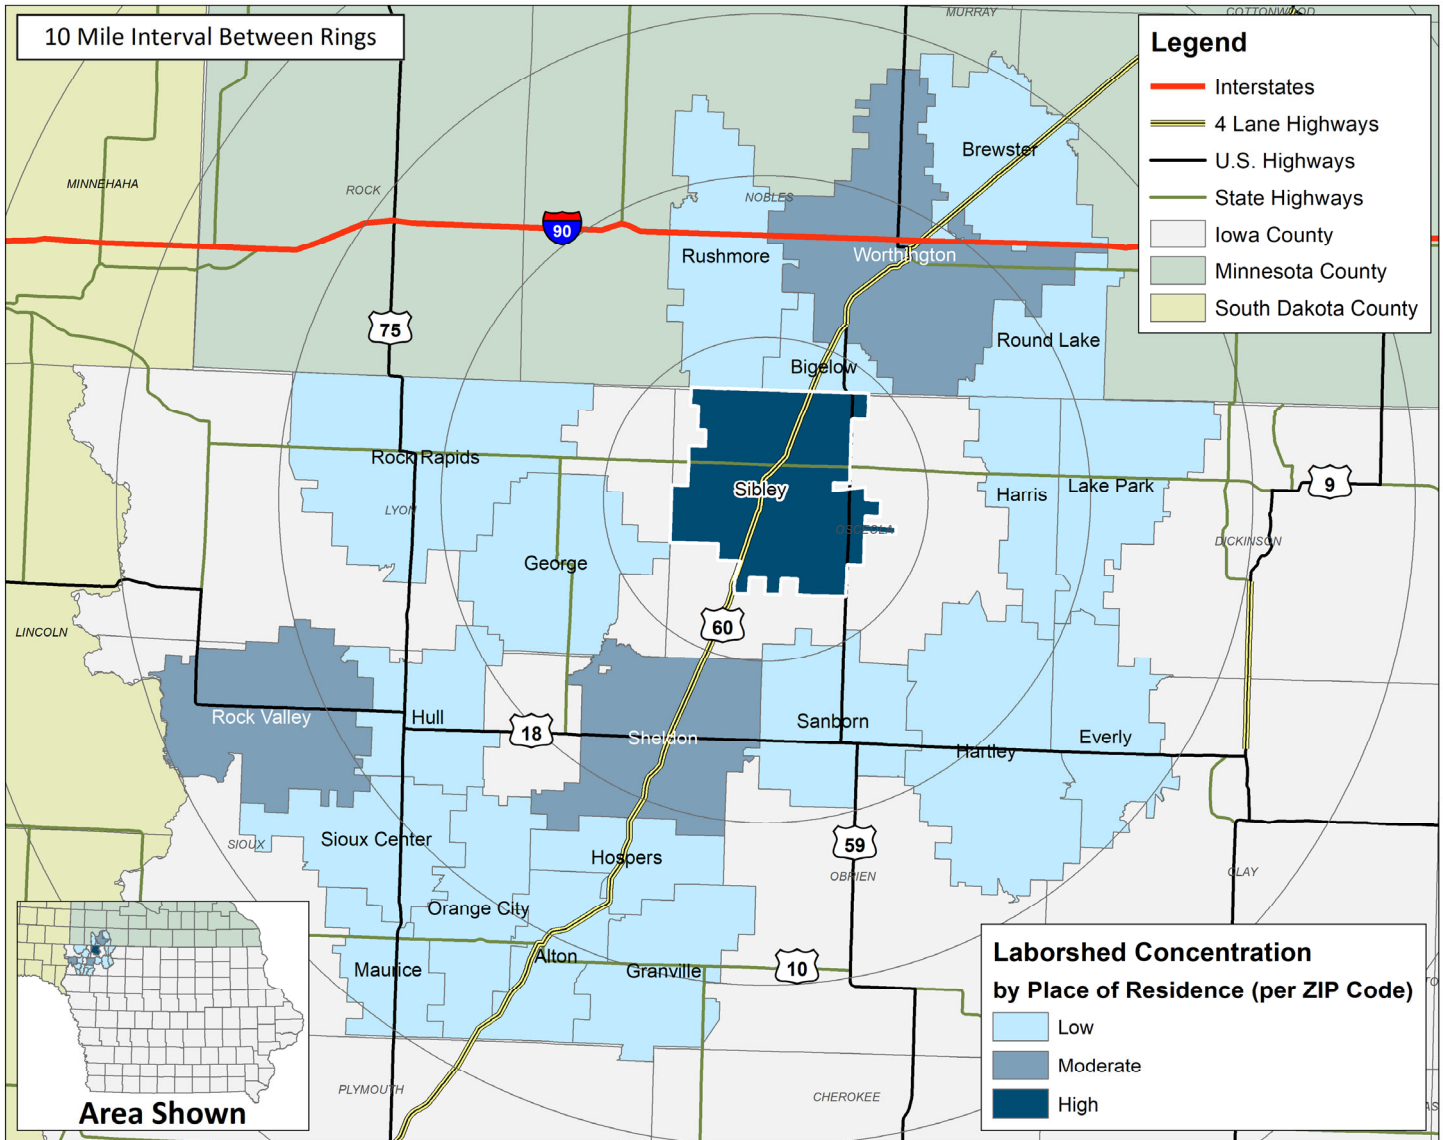 10 Mile Interval Between Rings
MURRAY
COTTONWOOD
Legend
Interstates
4 Lane Highways
U.S. Highways
State Highways
Iowa County
Minnesota County
South Dakota County
MINNEHAHA
ROCK
NOBLES
Brewster
90
Rushmore
Worthington
75
Round Lake
Bigelow
Rock Rapids
LYON
Sibley
OSCEOLA
Harris
Lake Park
9
DICKINSON
George
60
LINCOLN
Rock Valley
Hull
18
Sheldon
Sanborn
Hartley
Everly
SIOUX
Sioux Center
Hospers
59
OBRIEN
CLAY
Orange City
Maurice
Alton
Granville
10
PLYMOUTH
CHEROKEE
Area Shown
Laborshed Concentration
by Place of Residence (per ZIP Code)
Low
Moderate
High